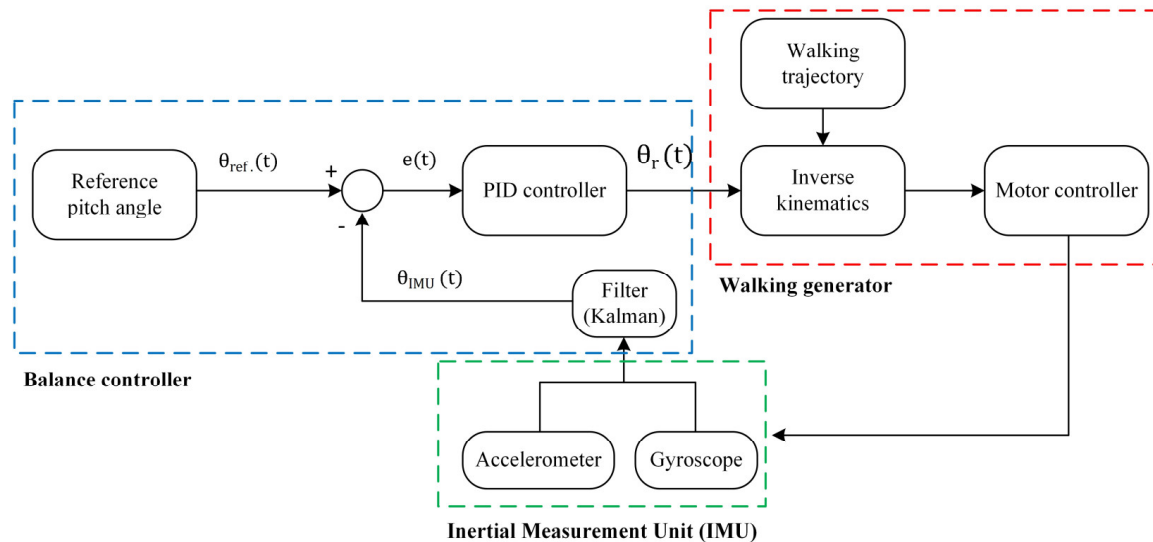 Walking
trajectory
Reference
pitch angle
θref.(t)
+
-
e(t)
PID controller
θr(t)
Inverse
kinematics
Motor controller
θIMU(t)
Filter
(Kalman)
Walking generator
Balance controller
Accelerometer
Gyroscope
Inertial Measurement Unit (IMU)